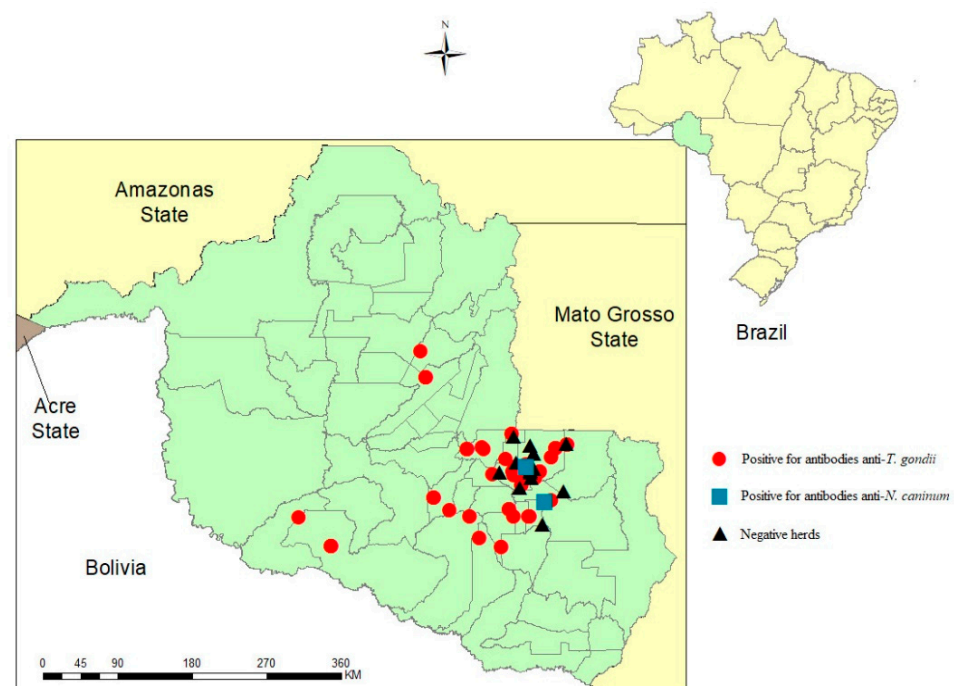 N
Amazonas
State
Mato Grosso
State
Brazil
Acre
State
Positive for antibodies anti-T. gondii
Positive for antibodies anti-N. caninum
Negative herds
Bolivia
0 45 90 180 270 360
KM